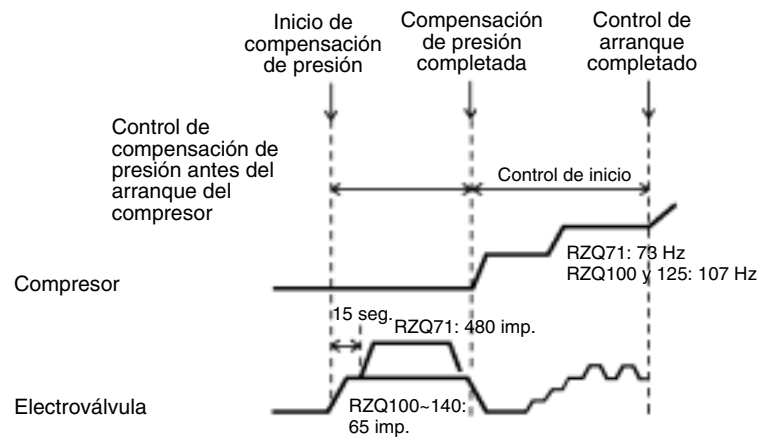 Inicio de
compensación
de presión
Compensación
de presión
completada
Control de
arranque
completado
Control de
compensación de
presión antes del
arranque del
compresor
Control de inicio
RZQ71: 73 Hz
RZQ100 y 125: 107 Hz
Compresor
15 seg.
RZQ71: 480 imp.
Electroválvula
RZQ100~140:
65 imp.